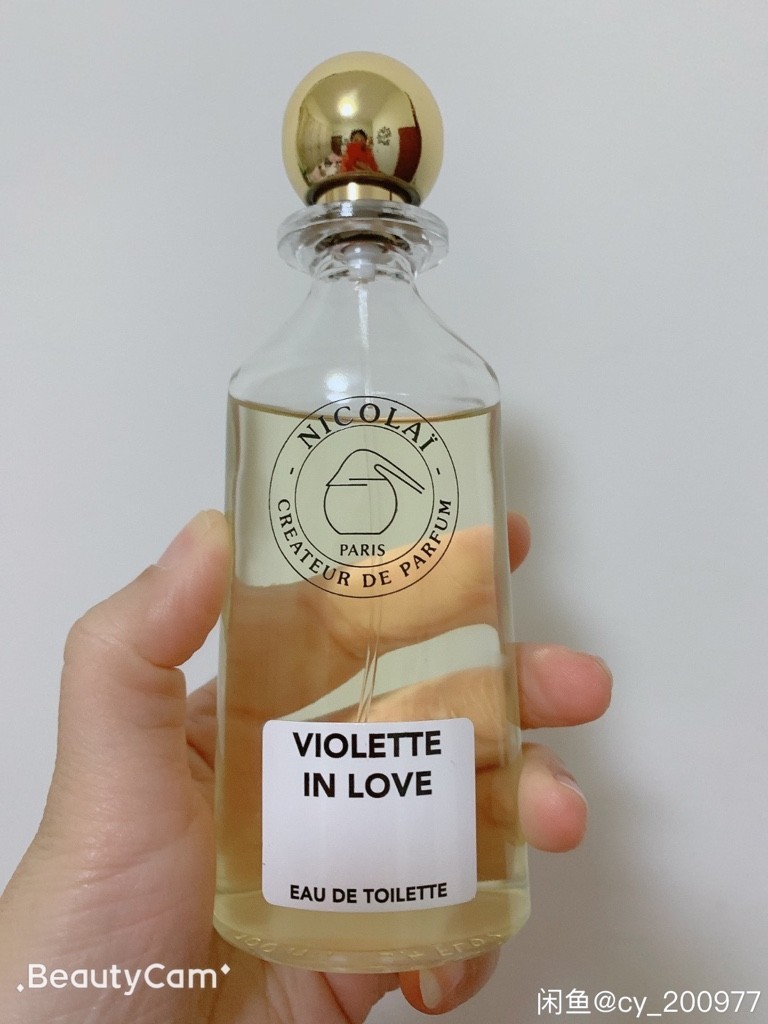 NICOLAÏ
PARIS
CREATEUR DE PARFUM
VIOLETTE
IN LOVE
EAU DE TOILETTE
.BeautyCam
闲鱼@cy_200977